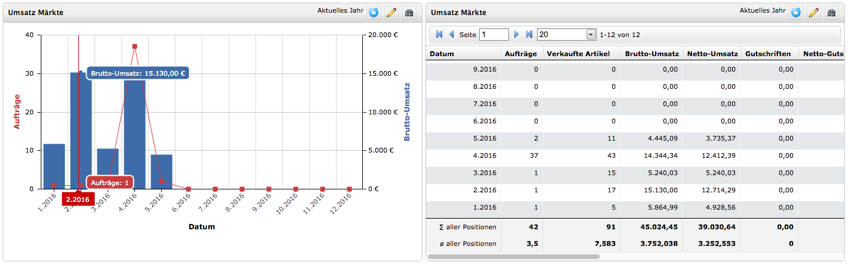 Umsatz Märkte
Aktuelles Jahr
40
30
20
10
0
Aufträge
20.000 €
15.000 €
10.000 €
5.000 €
0 €
Brutto-Umsatz
Brutto-Umsatz: 15.130,00 €
Aufträge: 1
2.2016
1.2016 2. 3.2016 4.2016 5.2016 6.2016 7.2016 8.2016 9.2016 10.2016 11.2016 12.2016
Datum
Umsatz Märkte
Aktuelles Jahr
Seite 1 20 1-12 von 12
Datum Aufträge Verkaufte Artikel Brutto-Umsatz Netto-Umsatz Gutschriften Netto-Guts
9.2016 0 0 0,00 0,00 0,00
8.2016 0 0 0,00 0,00 0,00
7.2016 0 0 0,00 0,00 0,00
6.2016 0 0 0,00 0,00 0,00
5.2016 2 11 4.445,09 3.735,37 0,00
4.2016 37 43 14.344,34 12.412,39 0,00
3.2016 1 15 5.240,03 5.240,03 0,00
2.2016 1 17 15.130,00 12.714,29 0,00
1.2016 1 5 5.864,99 4.928,56 0,00
Σ aller Positionen 42 91 45.024,45 39.030,64 0,00
ø aller Positionen 3,5 7,583 3.752,038 3.252,553 0